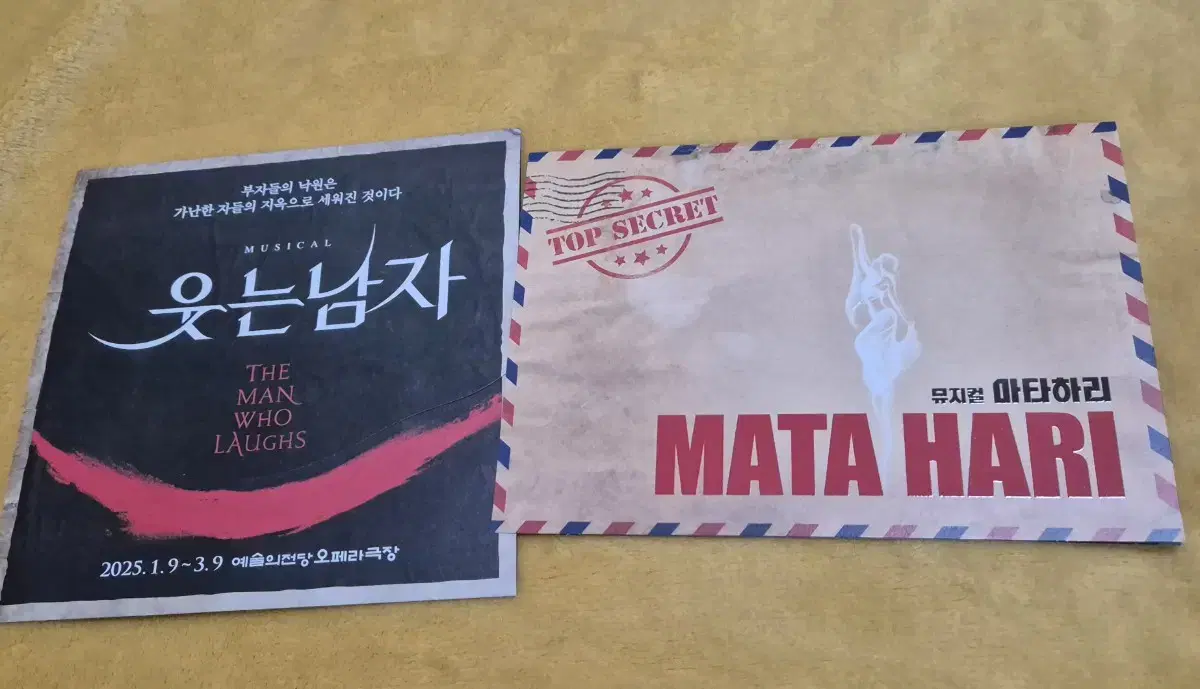 부자들의 낙원은
가난한 자들의 지옥으로 세워진 것이다
MUSICAL
웃는남자
THE
MAN
WHO
LAUGHS
2025. 1. 9 ~ 3. 9 예술의전당오페라극장
TOP SECRET
뮤지컬 마타하리
MATA HARI